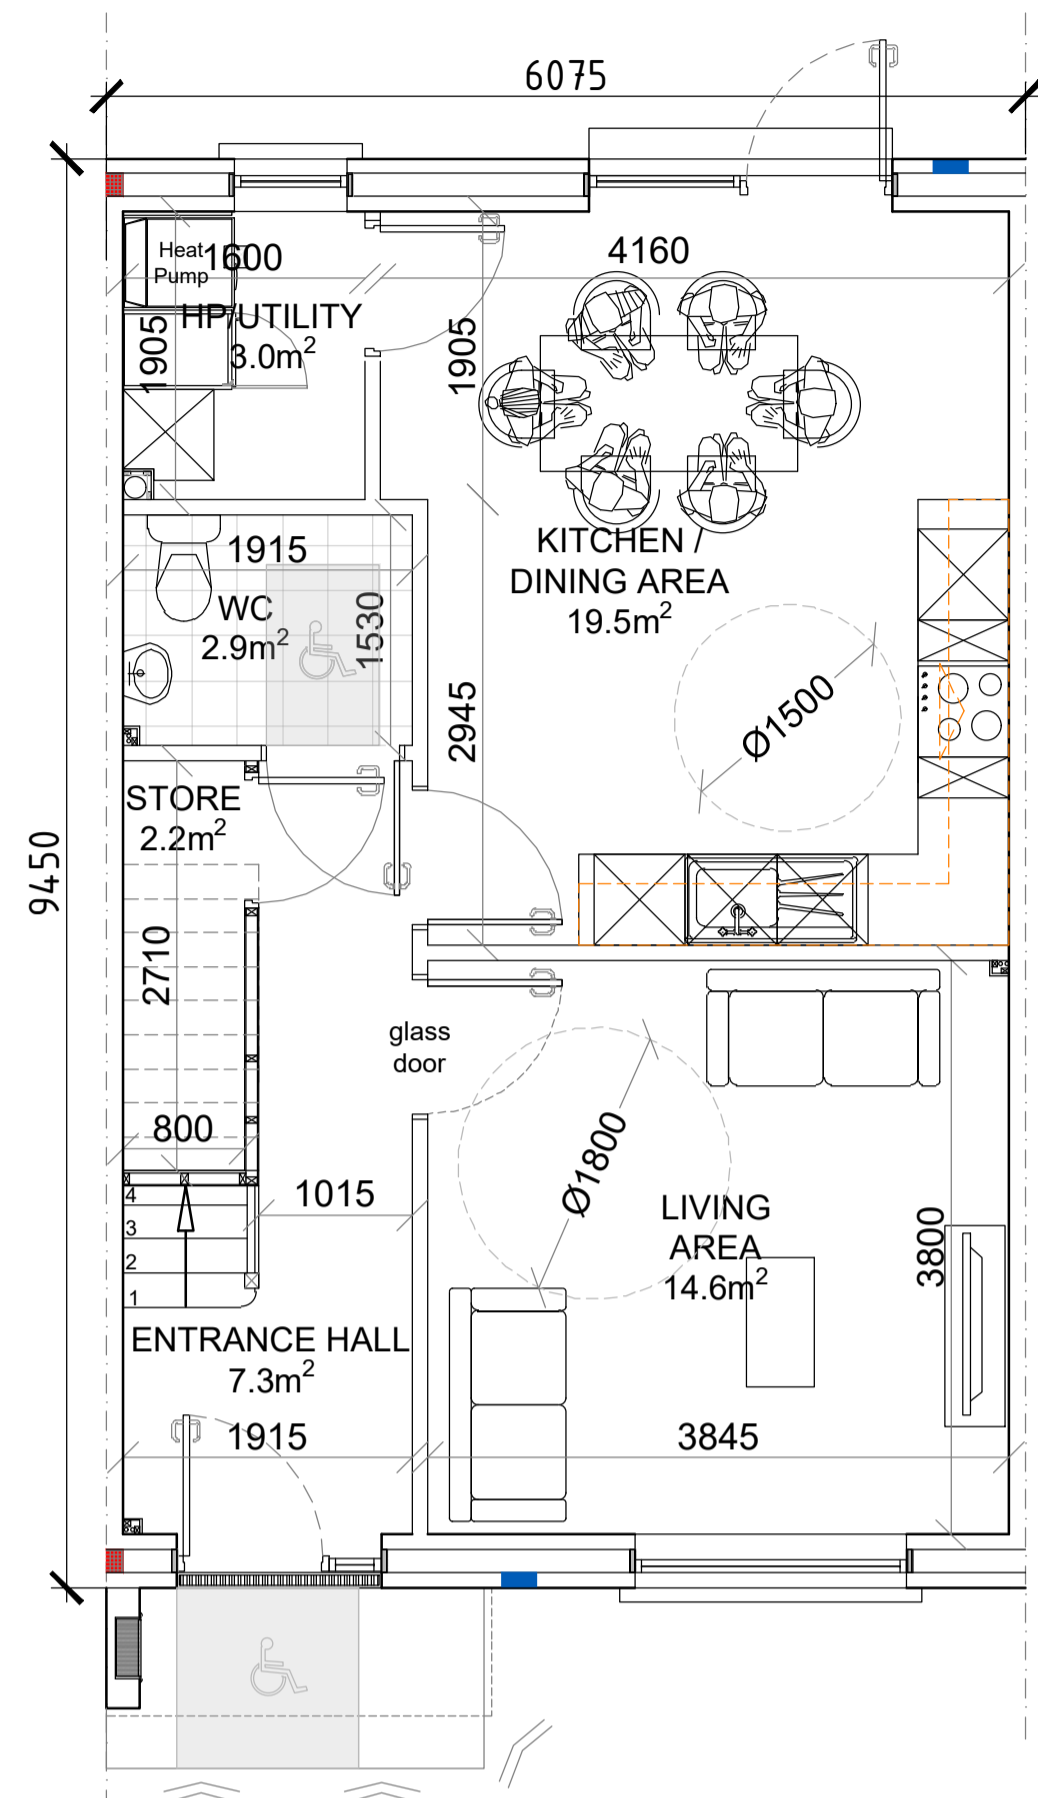 6075
4160
Heat
Pump
1600
HP/UTILITY
3.0m²
1905
1905
KITCHEN /
DINING AREA
19.5m²
1915
WC
2.9m²
1530
2945
Ø1500
STORE
2.2m²
9450
2710
glass
door
800
1015
Ø1800
LIVING
AREA
14.6m²
3800
4
3
2
1
ENTRANCE HALL
7.3m²
1915
3845